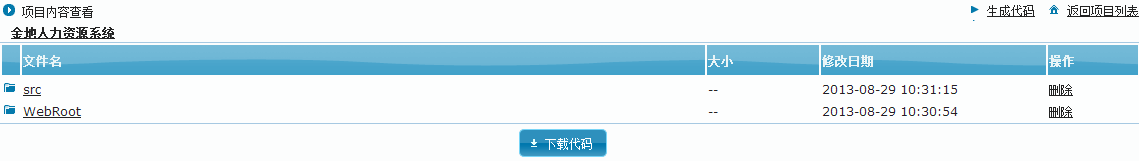 项目内容查看 生成代码 返回项目列表
金地人力资源系统
文件名 大小 修改日期 操作
src -- 2013-08-29 10:31:15 删除
WebRoot -- 2013-08-29 10:30:54 删除
下载代码